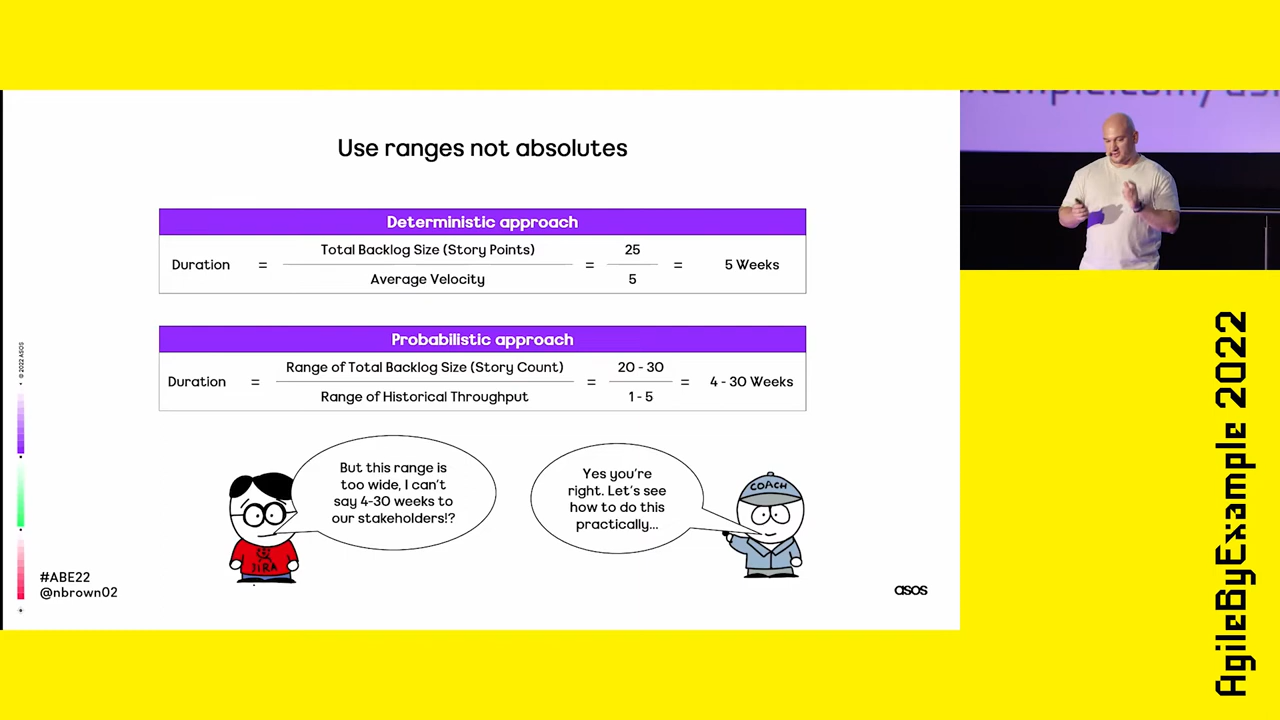 Use ranges not absolutes
Deterministic approach
Duration = Total Backlog Size (Story Points) = 25 = 5 Weeks
Average Velocity 5
Probabilistic approach
Duration = Range of Total Backlog Size (Story Count) = 20 - 30 = 4 - 30 Weeks
Range of Historical Throughput 1 - 5
But this range is
too wide, I can't
say 4-30 weeks to
our stakeholders!?
Yes you're
right. Let's see
how to do this
practically...
COACH
JIRA
#ABE22
@nbrown02
asos
© 2022 ASOS
AgileByExample 2022